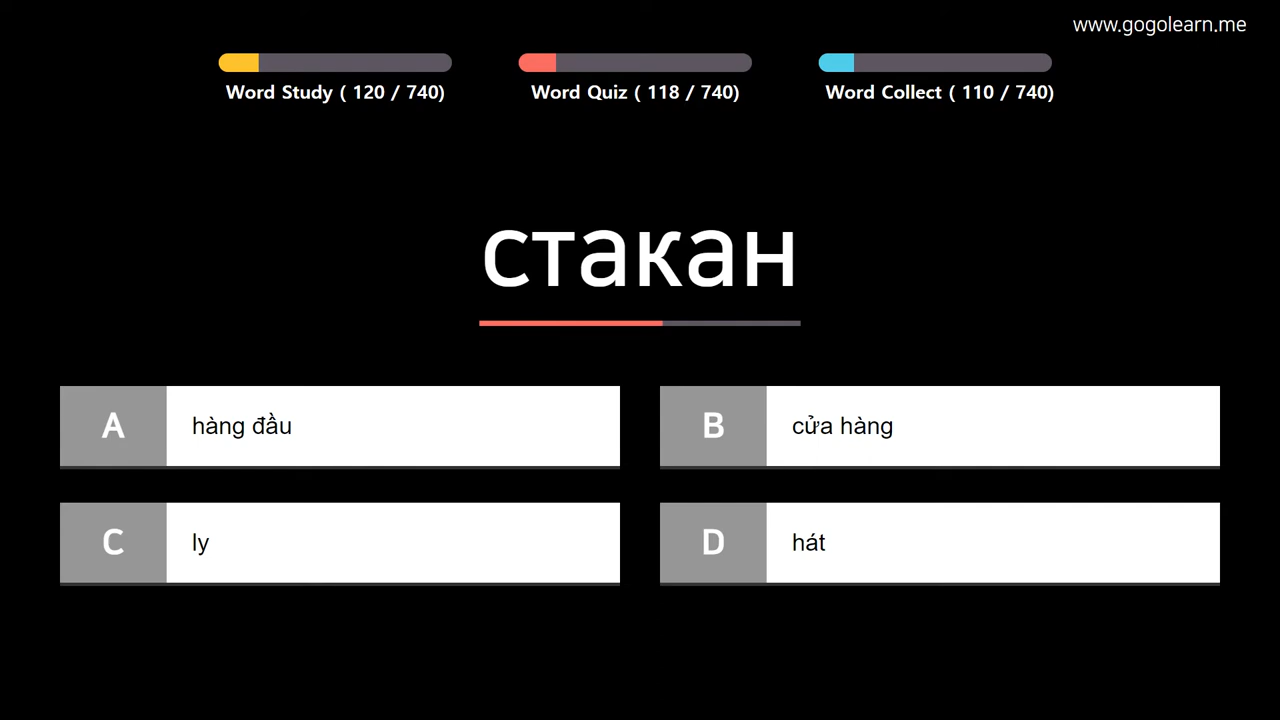 www.gogolearn.me
Word Study ( 120 / 740)
Word Quiz ( 118 / 740)
Word Collect ( 110 / 740)
стакан
A hàng đầu
B cửa hàng
C ly
D hát